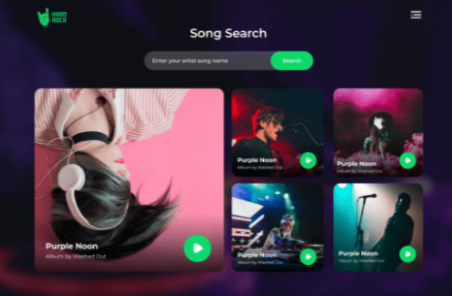 HARD
ROCK
Song Search
Enter your artist song name
Search
Purple Noon
Album by Washed Out
Purple Noon
Album by Washed Out
Purple Noon
Album by Washed Out
Purple Noon
Album by Washed Out
Purple Noon
Album by Washed Out